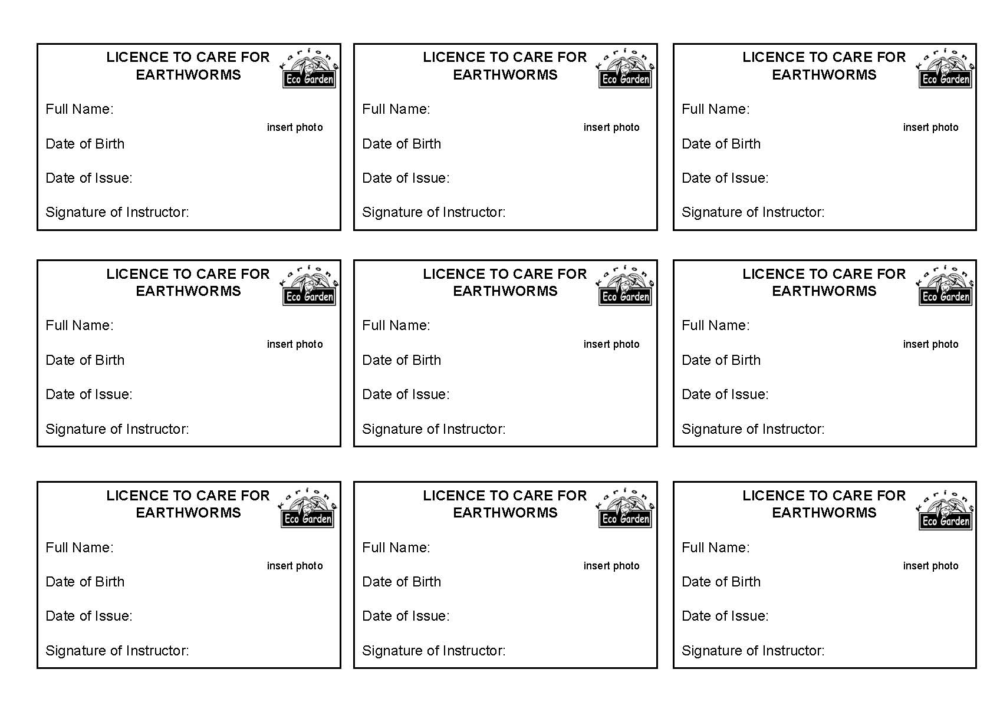 LICENCE TO CARE FOR
EARTHWORMS
Kariong
Eco Garden
Full Name:
insert photo
Date of Birth
Date of Issue:
Signature of Instructor:
LICENCE TO CARE FOR
EARTHWORMS
Kariong
Eco Garden
Full Name:
insert photo
Date of Birth
Date of Issue:
Signature of Instructor:
LICENCE TO CARE FOR
EARTHWORMS
Kariong
Eco Garden
Full Name:
insert photo
Date of Birth
Date of Issue:
Signature of Instructor:
LICENCE TO CARE FOR
EARTHWORMS
Kariong
Eco Garden
Full Name:
insert photo
Date of Birth
Date of Issue:
Signature of Instructor:
LICENCE TO CARE FOR
EARTHWORMS
Kariong
Eco Garden
Full Name:
insert photo
Date of Birth
Date of Issue:
Signature of Instructor:
LICENCE TO CARE FOR
EARTHWORMS
Kariong
Eco Garden
Full Name:
insert photo
Date of Birth
Date of Issue:
Signature of Instructor:
LICENCE TO CARE FOR
EARTHWORMS
Kariong
Eco Garden
Full Name:
insert photo
Date of Birth
Date of Issue:
Signature of Instructor:
LICENCE TO CARE FOR
EARTHWORMS
Kariong
Eco Garden
Full Name:
insert photo
Date of Birth
Date of Issue:
Signature of Instructor:
LICENCE TO CARE FOR
EARTHWORMS
Kariong
Eco Garden
Full Name:
insert photo
Date of Birth
Date of Issue:
Signature of Instructor: